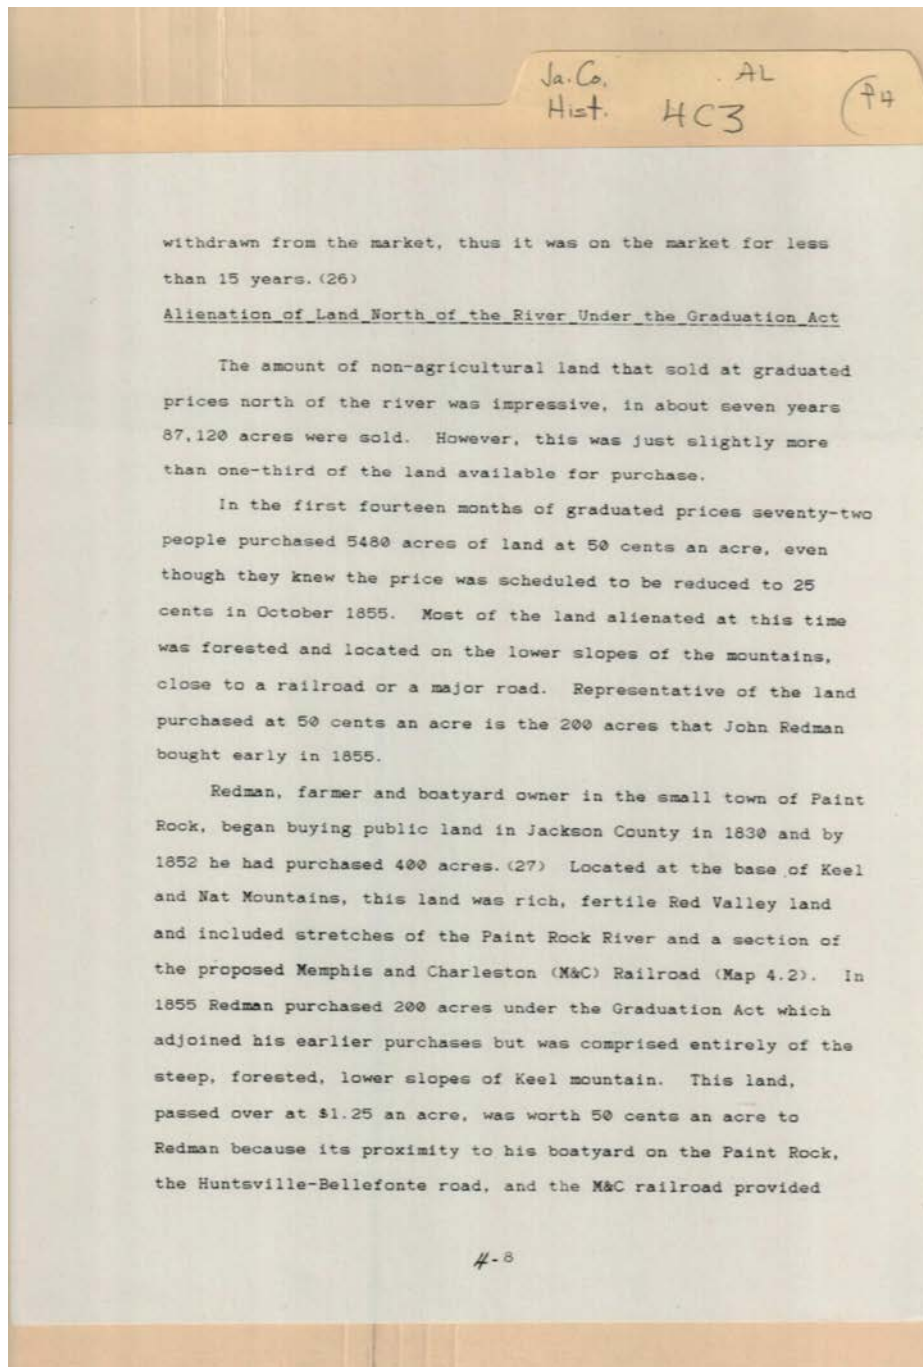 Ja. Co. AL
Hist. 4C3 P4
withdrawn from the market, thus it was on the market for less
than 15 years.(26)
Alienation of Land North of the River Under the Graduation Act
The amount of non-agricultural land that sold at graduated
prices north of the river was impressive, in about seven years
87,120 acres were sold. However, this was just slightly more
than one-third of the land available for purchase.
In the first fourteen months of graduated prices seventy-two
people purchased 5480 acres of land at 50 cents an acre, even
though they knew the price was scheduled to be reduced to 25
cents in October 1855. Most of the land alienated at this time
was forested and located on the lower slopes of the mountains,
close to a railroad or a major road. Representative of the land
purchased at 50 cents an acre is the 200 acres that John Redman
bought early in 1855.
Redman, farmer and boatyard owner in the small town of Paint
Rock, began buying public land in Jackson County in 1830 and by
1852 he had purchased 400 acres.(27) Located at the base of Keel
and Nat Mountains, this land was rich, fertile Red Valley land
and included stretches of the Paint Rock River and a section of
the proposed Memphis and Charleston (M&C) Railroad (Map 4.2). In
1855 Redman purchased 200 acres under the Graduation Act which
adjoined his earlier purchases but was comprised entirely of the
steep, forested, lower slopes of Keel mountain. This land,
passed over at $1.25 an acre, was worth 50 cents an acre to
Redman because its proximity to his boatyard on the Paint Rock,
the Huntsville-Bellefonte road, and the M&C railroad provided
4-8